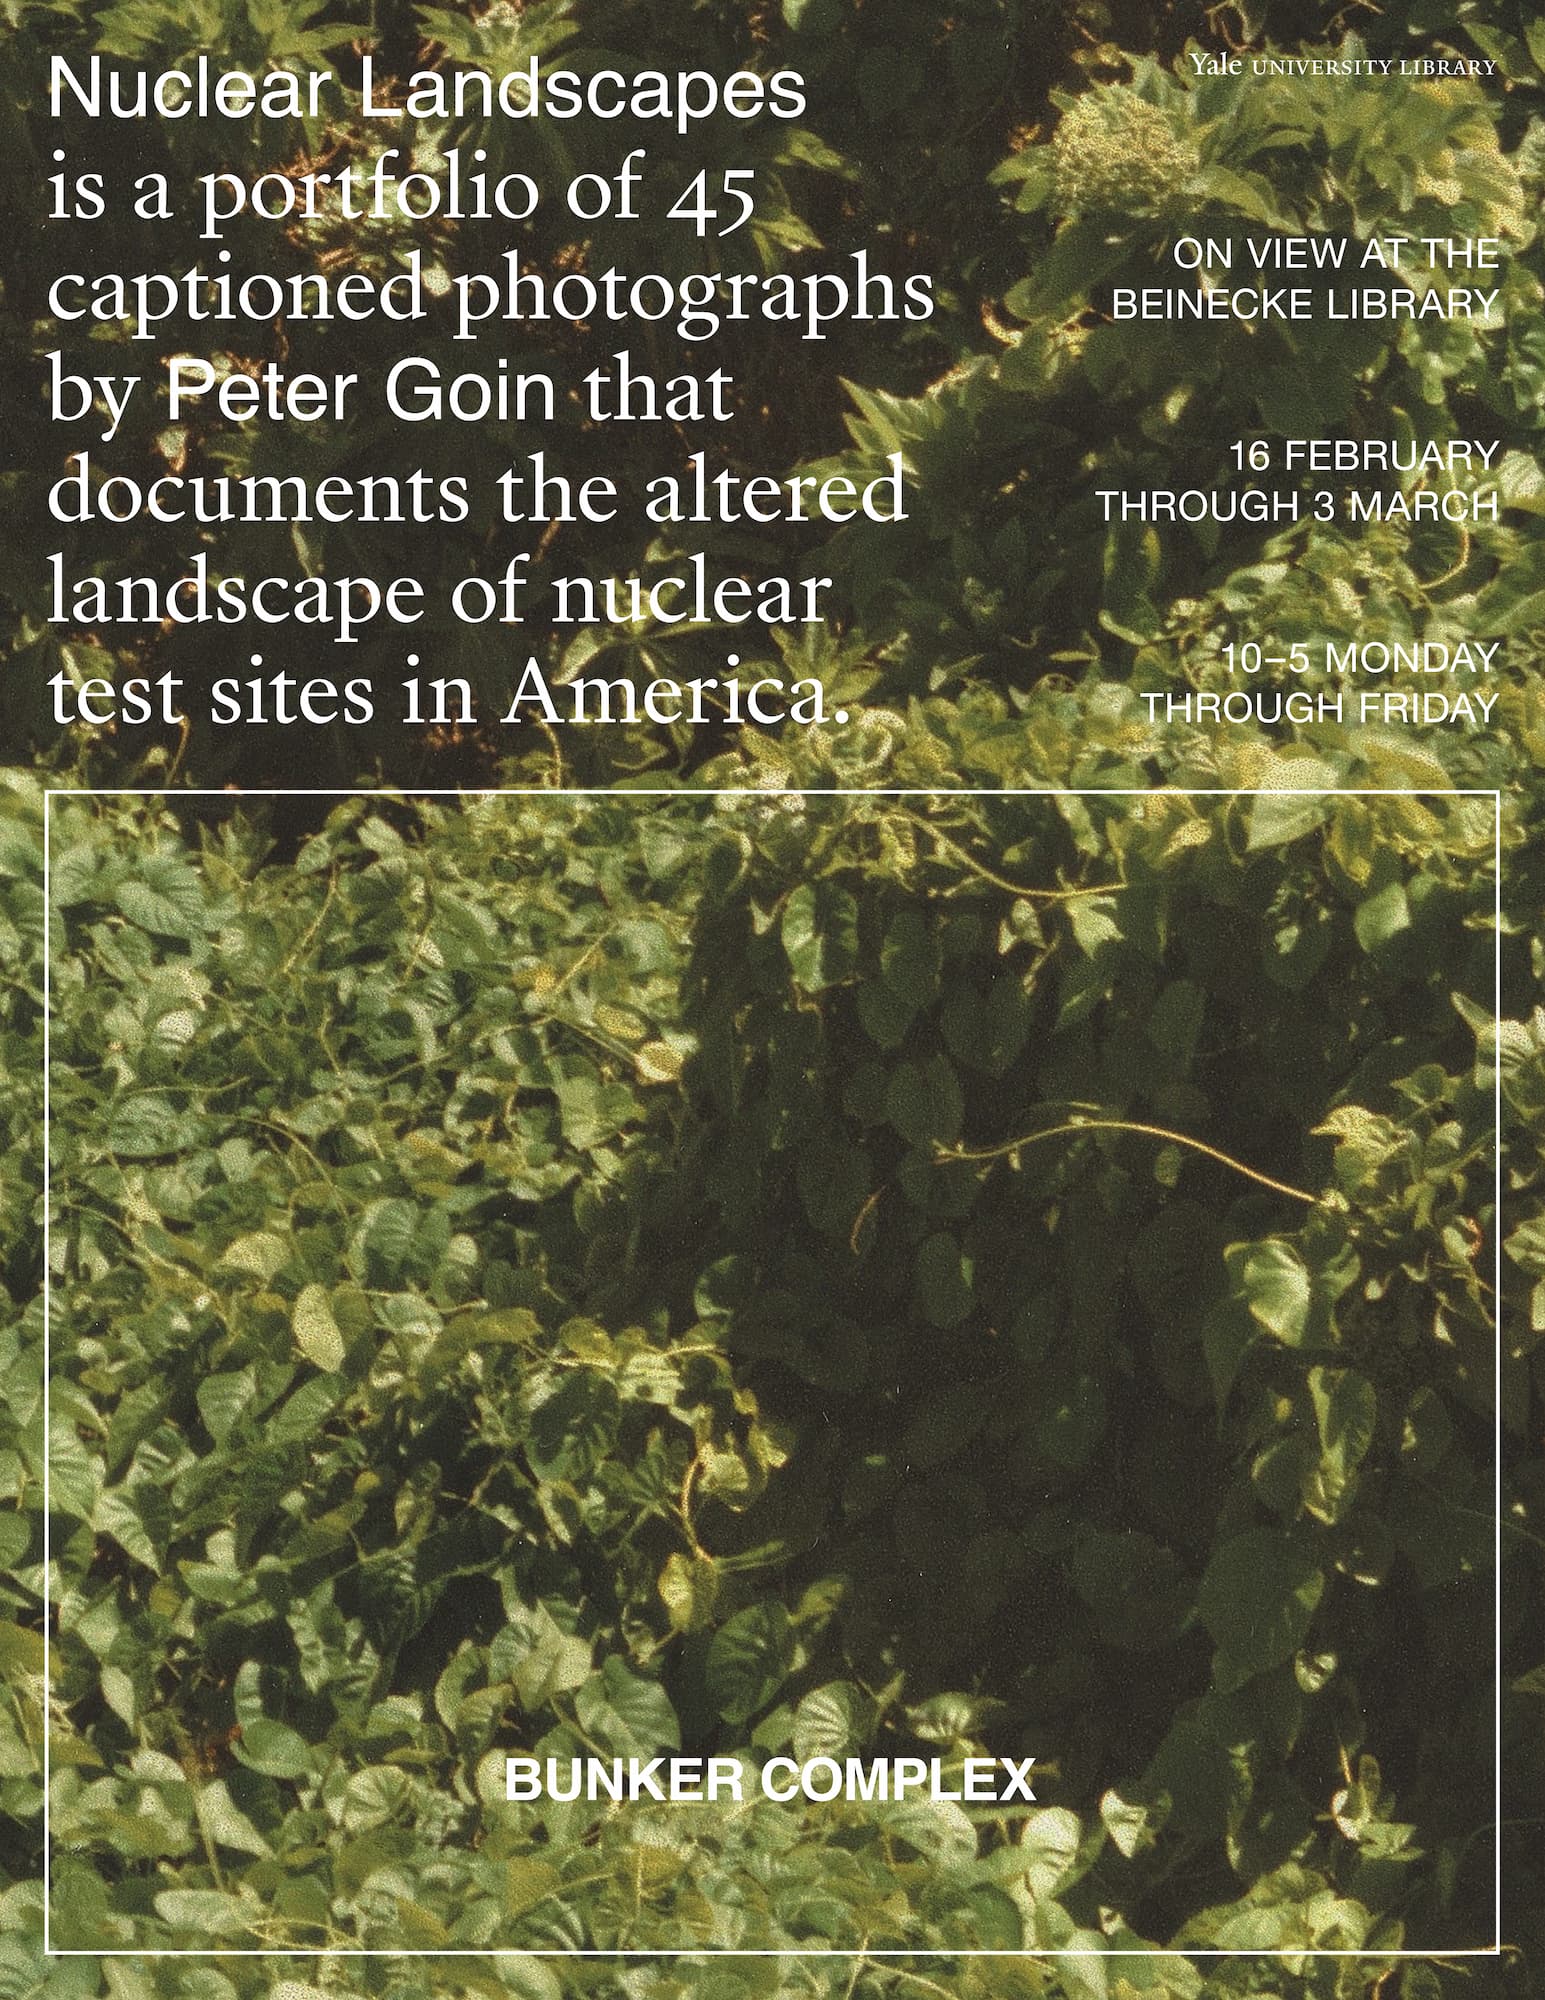 Nuclear Landscapes
is a portfolio of 45
captioned photographs
by Peter Goin that
documents the altered
landscape of nuclear
test sites in America.
Yale UNIVERSITY LIBRARY
ON VIEW AT THE
BEINECKE LIBRARY
16 FEBRUARY
THROUGH 3 MARCH
10–5 MONDAY
THROUGH FRIDAY
BUNKER COMPLEX